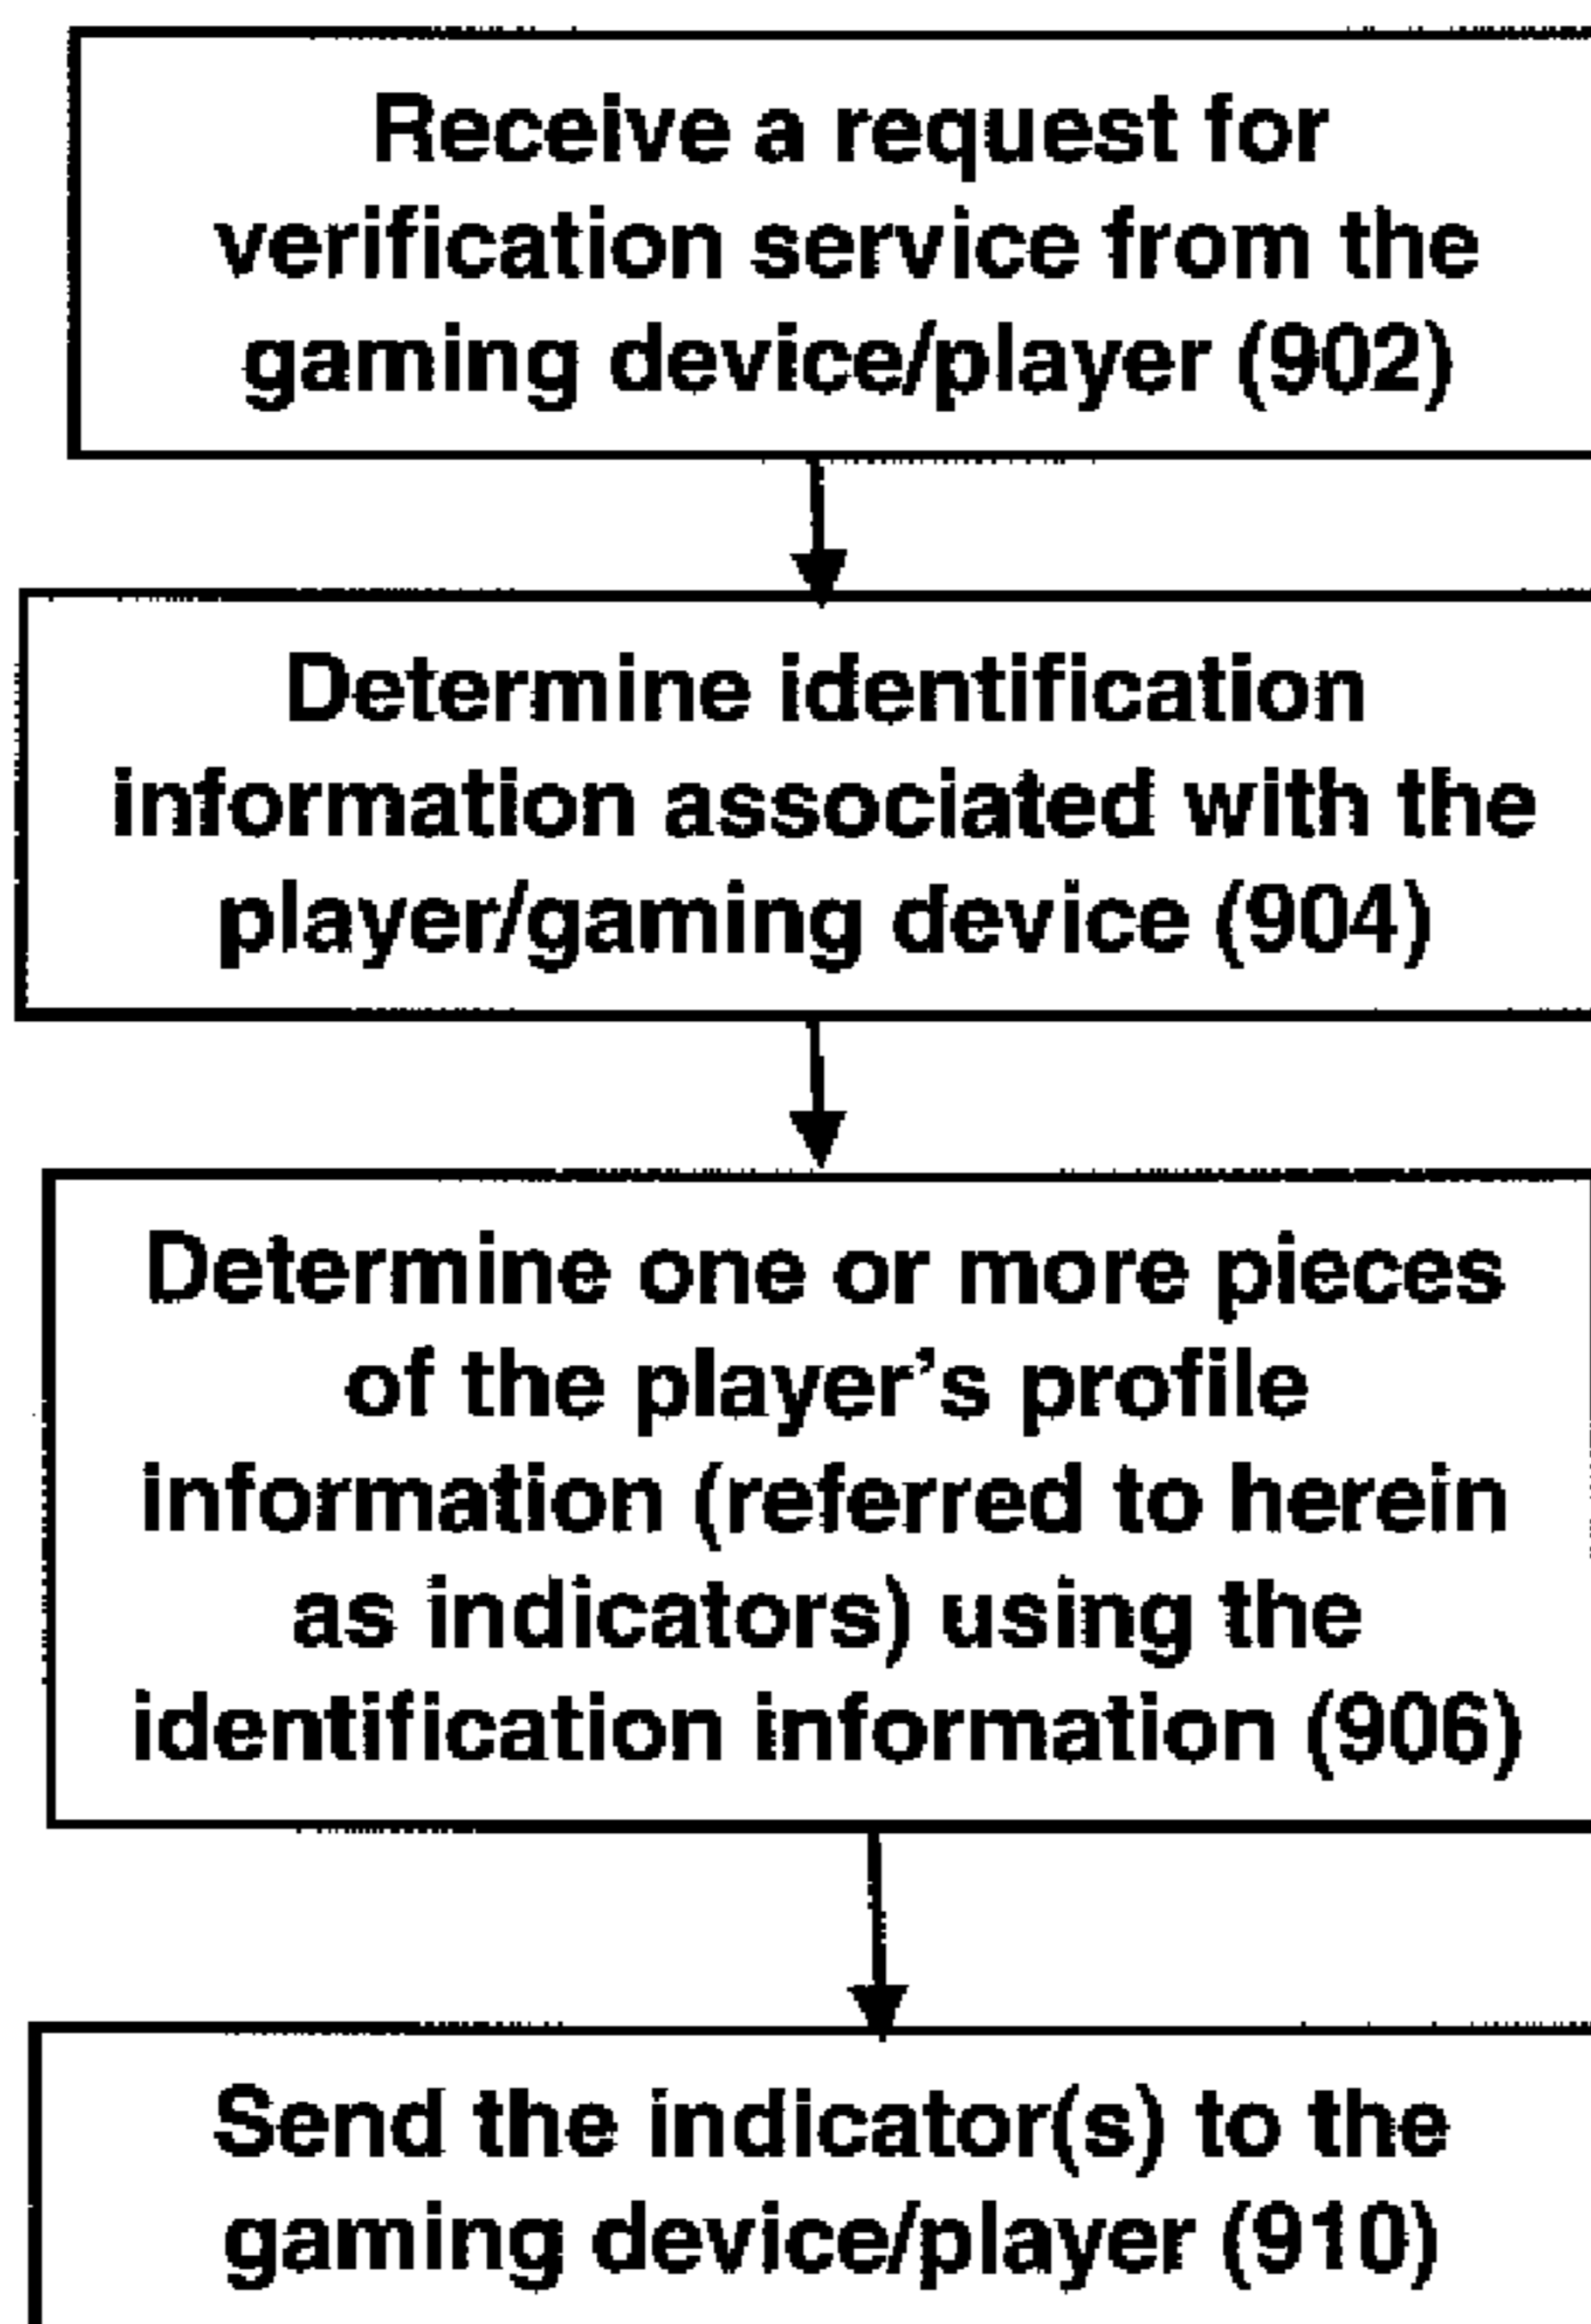 Receive a request for
verification service from the
gaming device/player (902)
Determine identification
information associated with the
player/gaming device (904)
Determine one or more pieces
of the player’s profile
information (referred to herein
as indicators) using the
identification information (906)
Send the indicator(s) to the
gaming device/player (910)